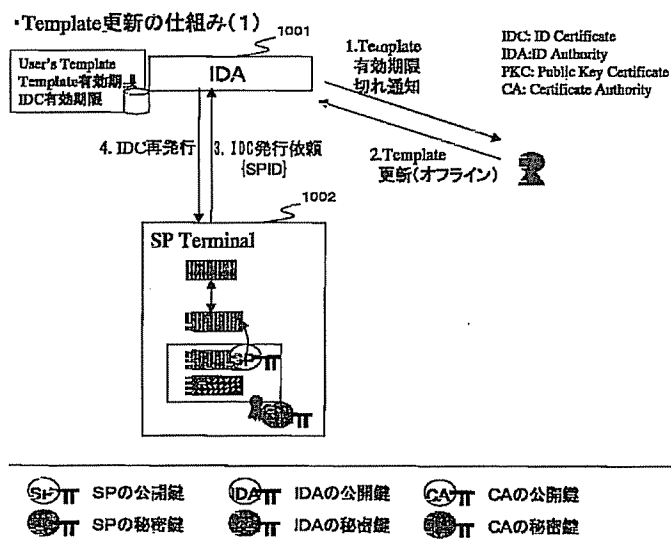 ・Template更新の仕組み(1)
1001
User's Template
Template有効期
IDC有効期限
IDA
1.Template
有効期限
切れ通知
IDC: ID Certificate
IDA:ID Authority
PKC: Public Key Certificate
CA: Certificate Authority
4. IDC再発行
3. IDC発行依頼
{SPID}
2.Template
更新(オフライン)
1002
SP Terminal
SP
SP SPの公開鍵
IDA IDAの公開鍵
CA CAの公開鍵
SPの秘密鍵
IDAの秘密鍵
CAの秘密鍵